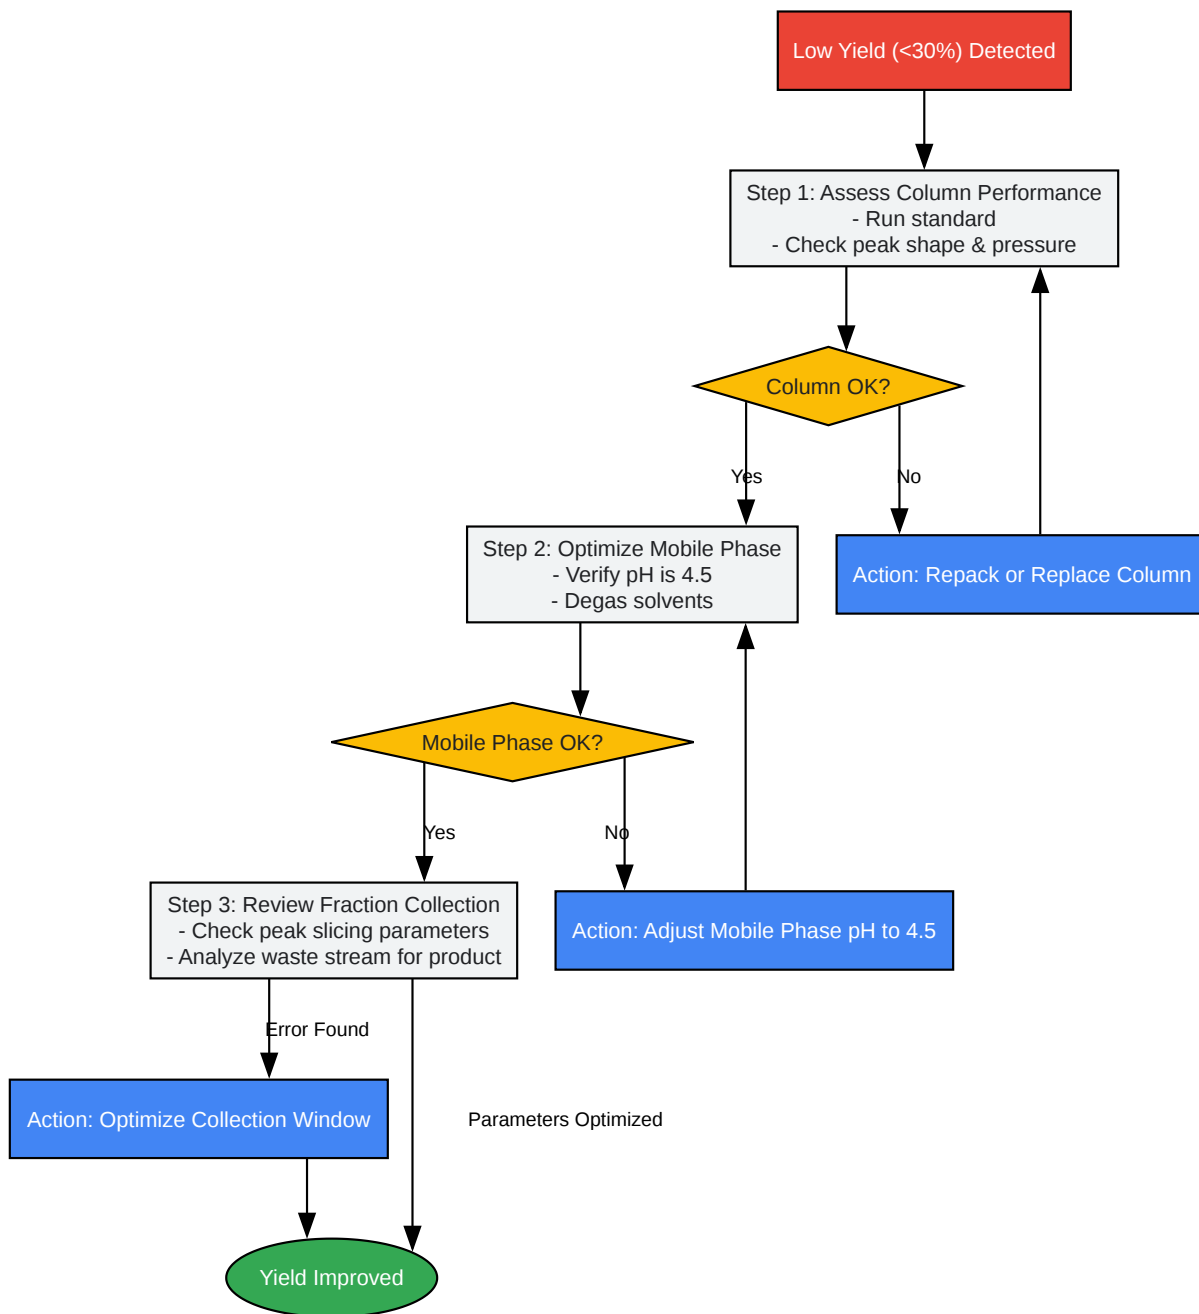 Low Yield (<30%) Detected
Step 1: Assess Column Performance
- Run standard
- Check peak shape & pressure
Column OK?
Yes
No
Step 2: Optimize Mobile Phase
- Verify pH is 4.5
- Degas solvents
Action: Repack or Replace Column
Mobile Phase OK?
Yes
No
Step 3: Review Fraction Collection
- Check peak slicing parameters
- Analyze waste stream for product
Action: Adjust Mobile Phase pH to 4.5
Error Found
Action: Optimize Collection Window
Parameters Optimized
Yield Improved